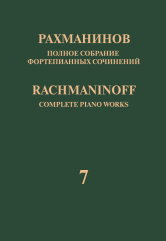 РАХМАНИНОВ
ПОЛНОЕ СОБРАНИЕ
ФОРТЕПИАННЫХ СОЧИНЕНИЙ
RACHMANINOFF
COMPLETE PIANO WORKS
7